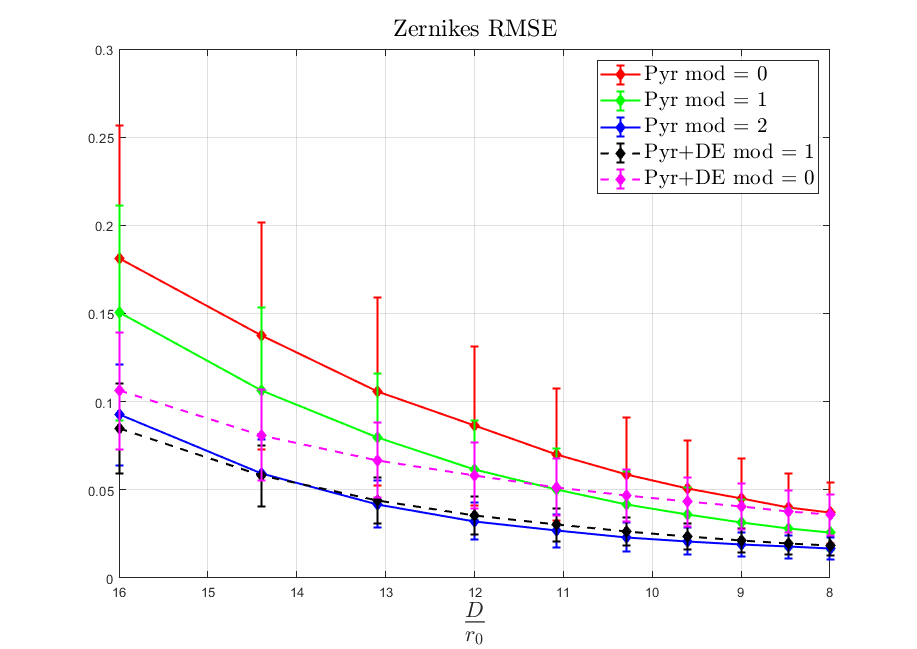 Zernikes RMSE
0.3
0.25
0.2
0.15
0.1
0.05
0
Pyr mod = 0
Pyr mod = 1
Pyr mod = 2
Pyr+DE mod = 1
Pyr+DE mod = 0
16 15 14 13 12 11 10 9 8
D
r0